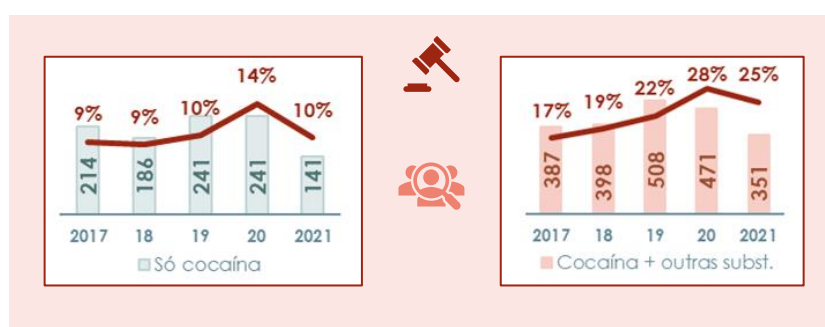 14%
9% 9% 10% 10%
214 186 241 241 141
2017 18 19 20 2021
Só cocaína
28% 25%
22%
17% 19%
387 398 508 471 351
2017 18 19 20 2021
Cocaína + outras subst.